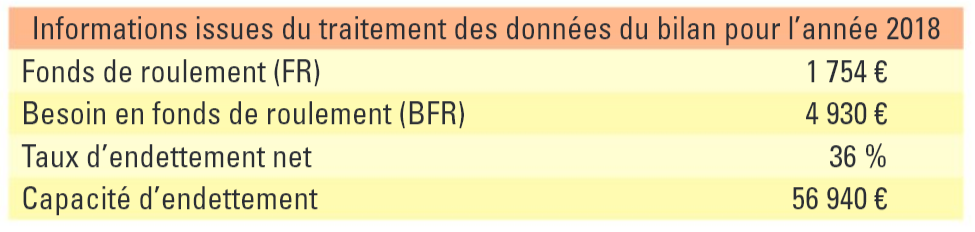 Informations issues du traitement des données du bilan pour l’année 2018
Fonds de roulement (FR) 1 754 €
Besoin en fonds de roulement (BFR) 4 930 €
Taux d’endettement net 36 %
Capacité d’endettement 56 940 €